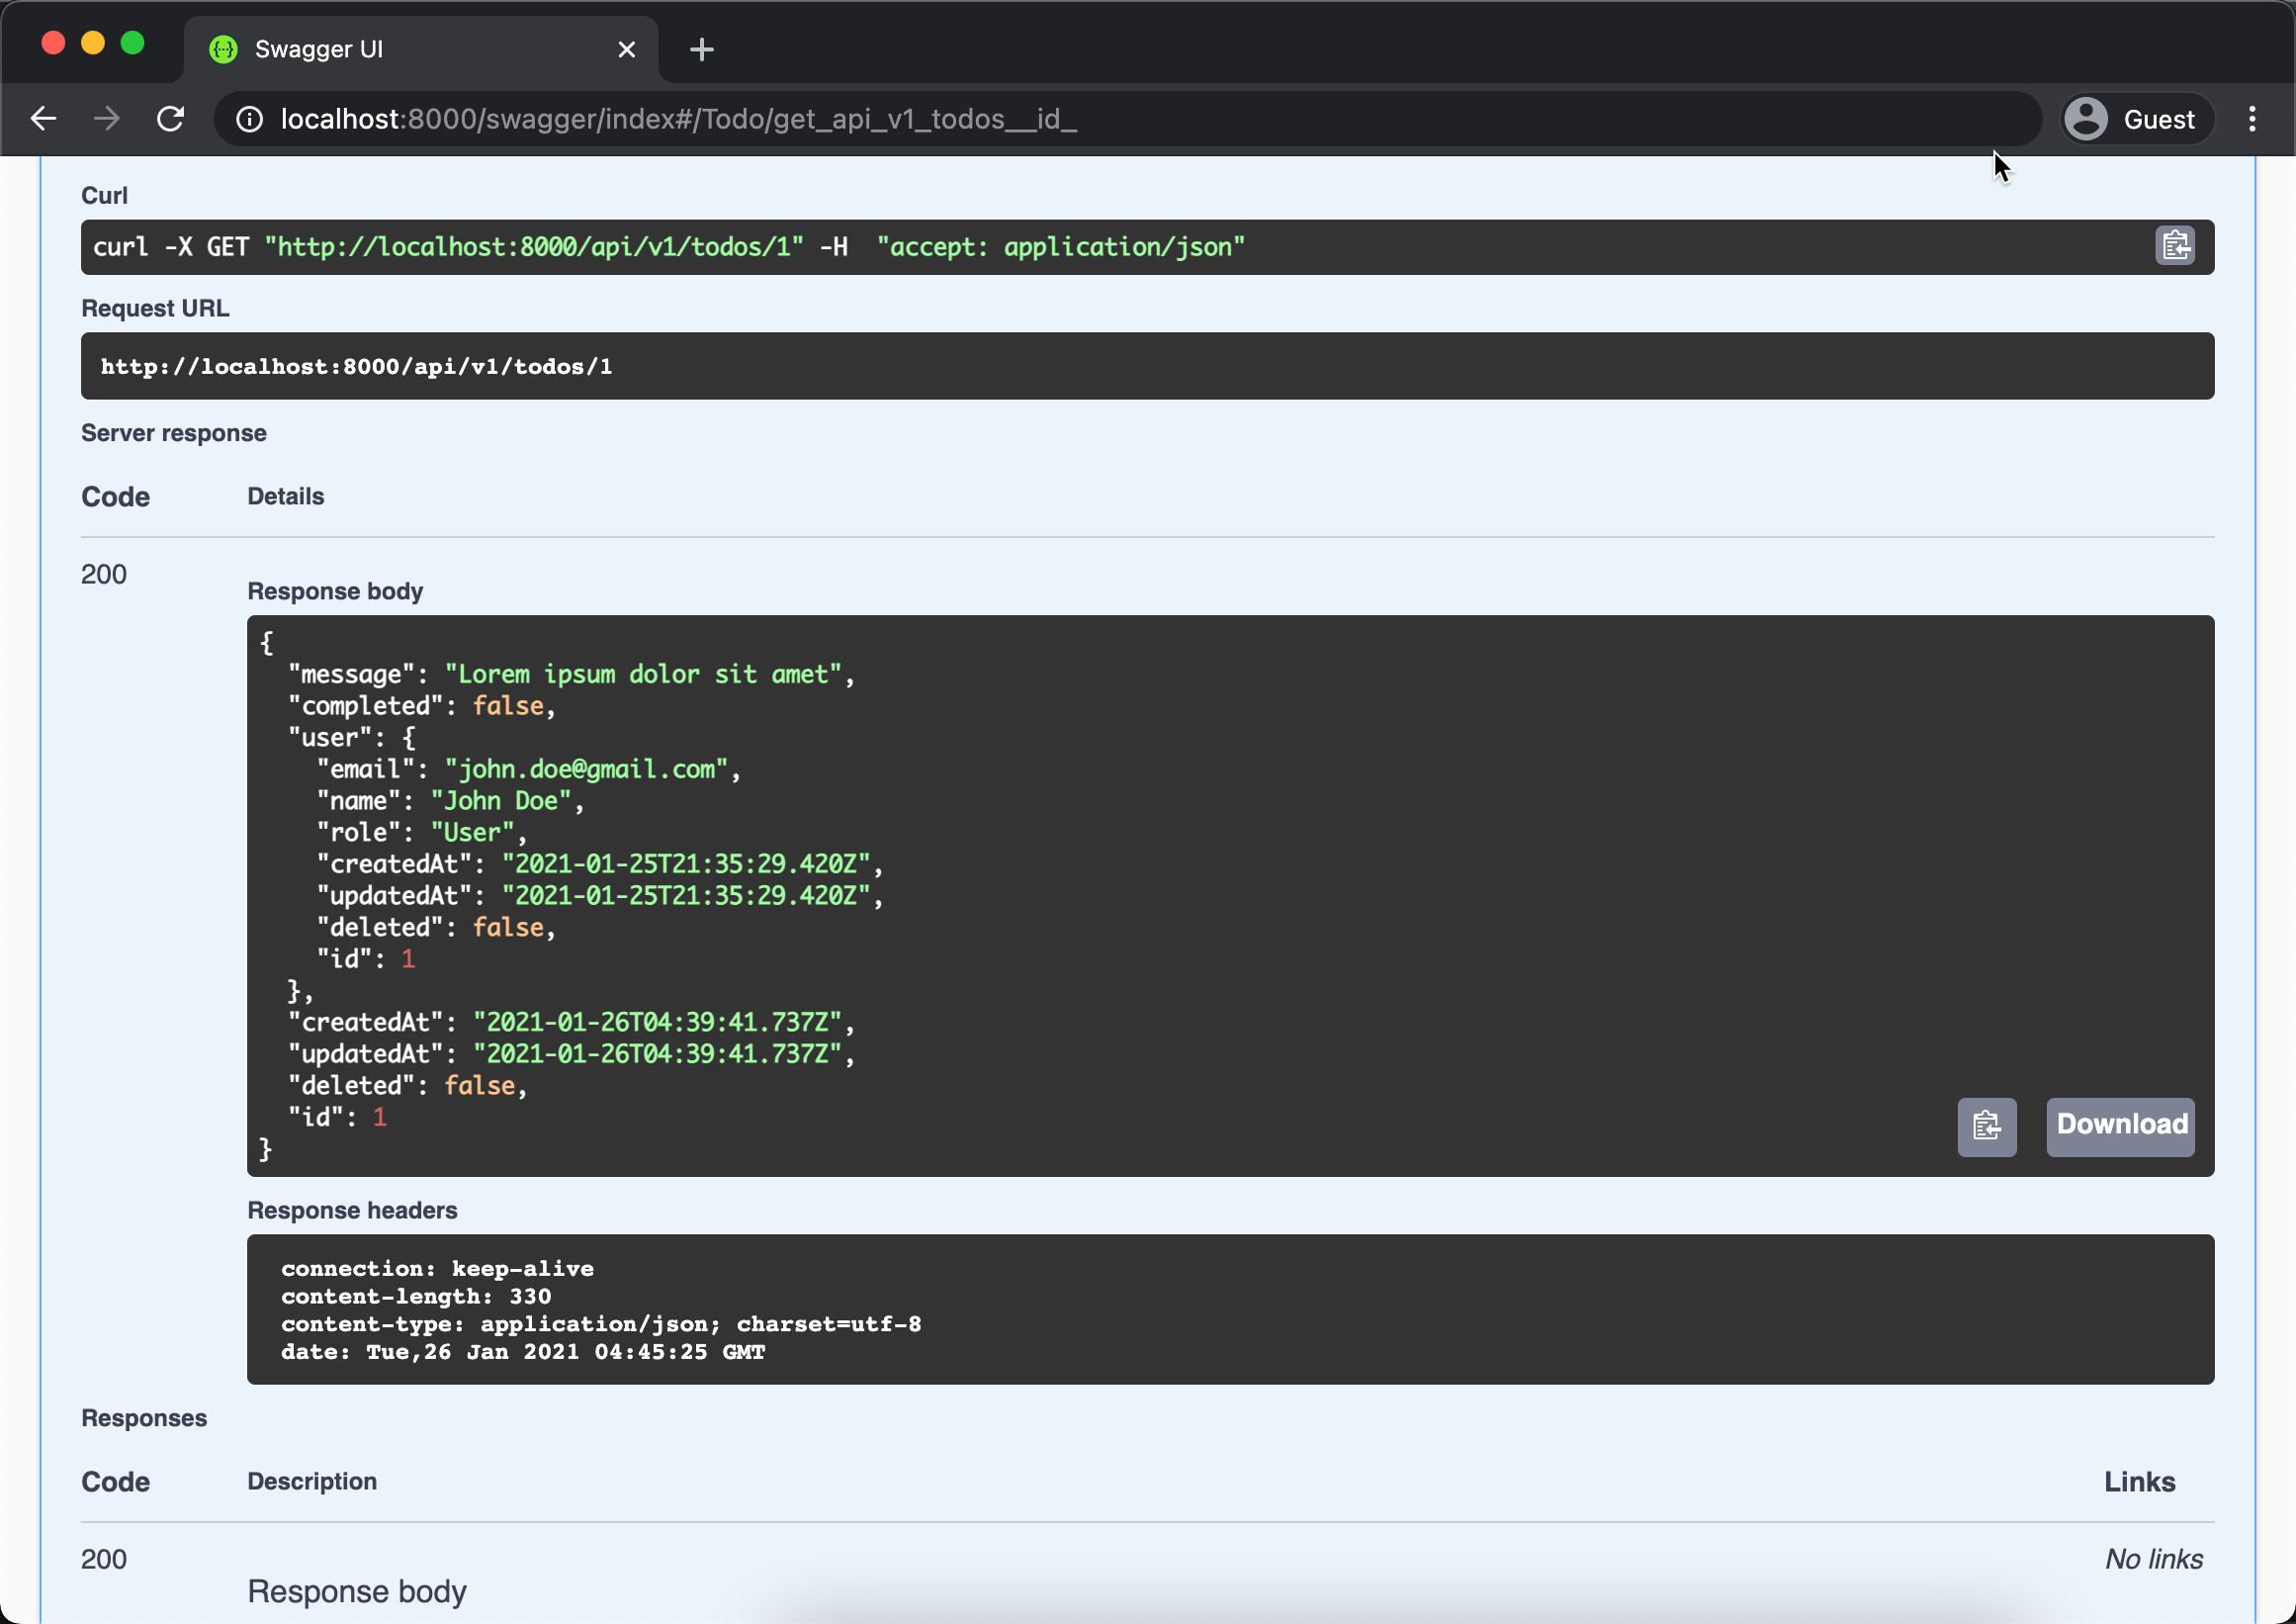 Swagger UI
localhost:8000/swagger/index#/Todo/get_api_v1_todos__id_
Guest
Curl
curl -X GET "http://localhost:8000/api/v1/todos/1" -H  "accept: application/json"
Request URL
http://localhost:8000/api/v1/todos/1
Server response
Code Details
200
Response body
{
  "message": "Lorem ipsum dolor sit amet",
  "completed": false,
  "user": {
    "email": "john.doe@gmail.com",
    "name": "John Doe",
    "role": "User",
    "createdAt": "2021-01-25T21:35:29.420Z",
    "updatedAt": "2021-01-25T21:35:29.420Z",
    "deleted": false,
    "id": 1
  },
  "createdAt": "2021-01-26T04:39:41.737Z",
  "updatedAt": "2021-01-26T04:39:41.737Z",
  "deleted": false,
  "id": 1
}
Download
Response headers
connection: keep-alive
content-length: 330
content-type: application/json; charset=utf-8
date: Tue,26 Jan 2021 04:45:25 GMT
Responses
Code Description Links
200 No links
Response body